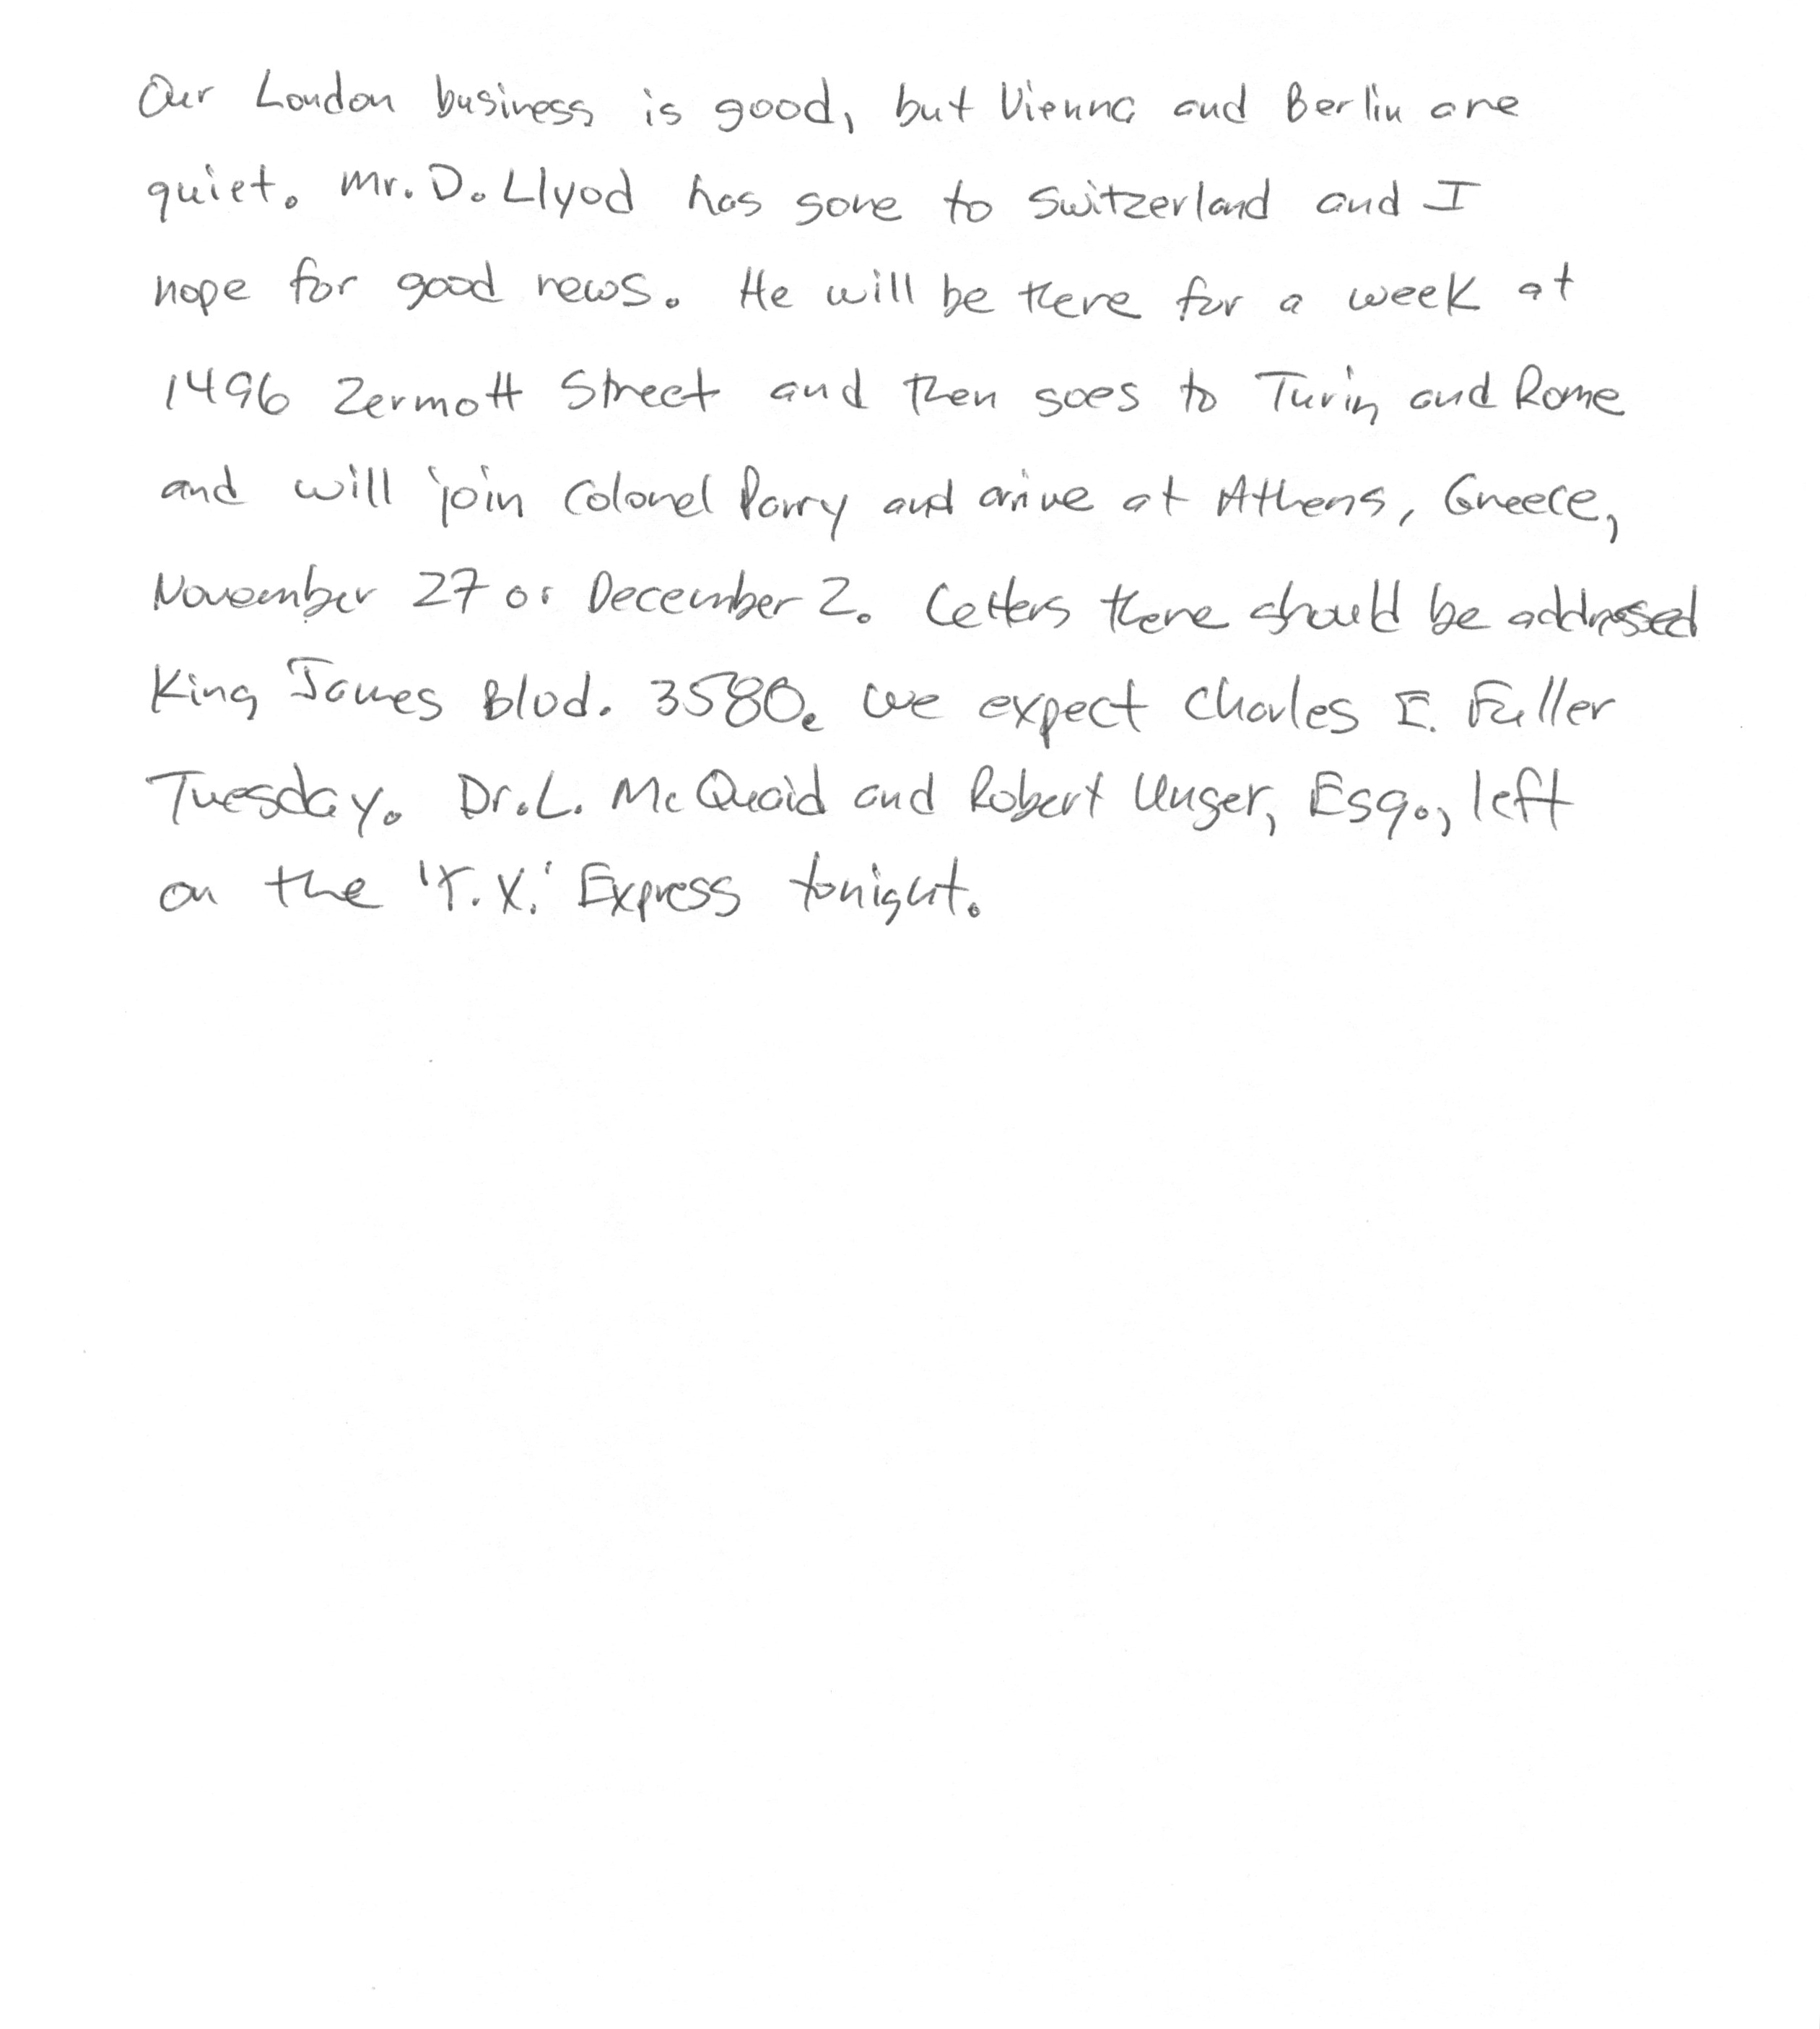 Our London business is good, but Vienna and Berlin are
quiet. Mr. D. Llyod has gone to Switzerland and I
hope for good news. He will be there for a week at
1496 Zermott Street and then goes to Turin and Rome
and will join Colonel Parry and arrive at Athens, Greece,
November 27 or December 2. Letters there should be addressed
King James Blvd. 3580. We expect Charles E. Fuller
Tuesday. Dr. L. McQuaid and Robert Unger, Esq., left
on the 'Y.X.' Express tonight.